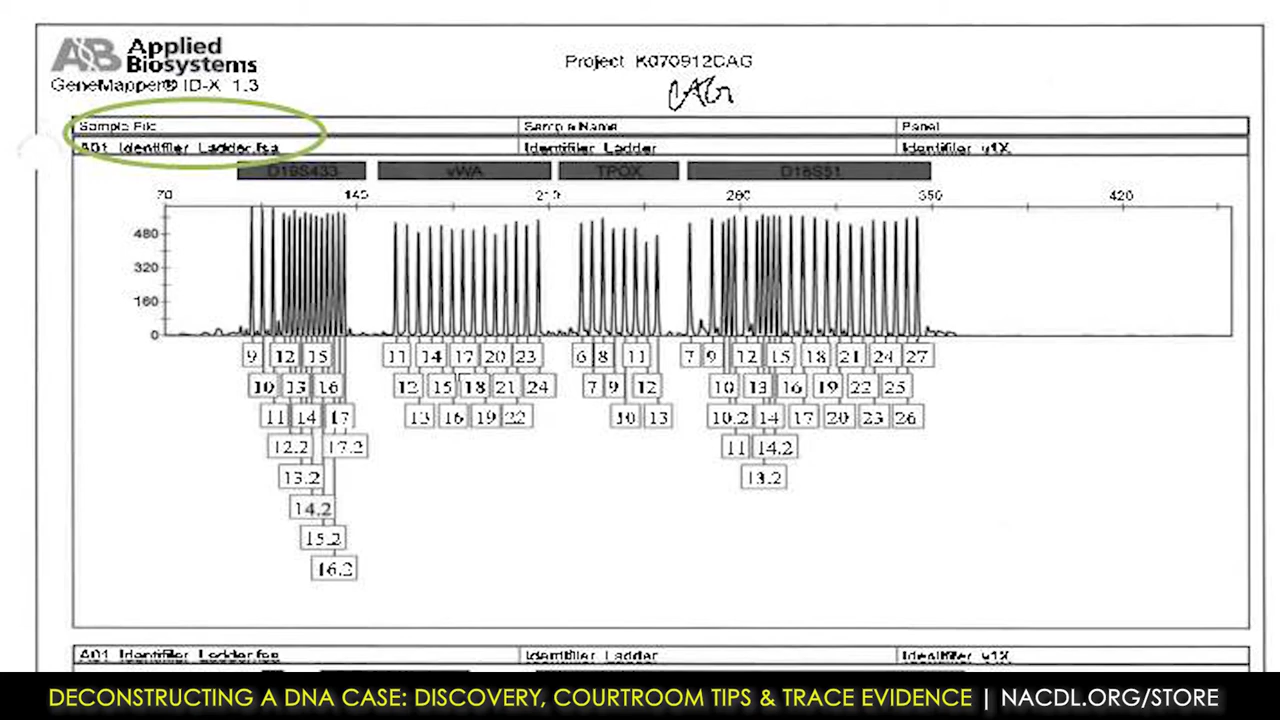 Applied
Biosystems
GeneMapper® ID-X 1.3
Project K070912CAG
CAG
Sample File Sample Name Panel
A01 Identifiler Ladder.fsa Identifiler Ladder Identifiler v1X
D19S433 vWA TPOX D18S51
70 140 210 280 350 420
480
320
160
0
9 12 15 11 14 17 20 23 6 8 11 7 9 12 15 18 21 24 27
10 13 16 12 15 18 21 24 7 9 12 10 13 16 19 22 25
11 14 17 13 16 19 22 10 13 10.2 14 17 20 23 26
12.2 17.2 11 14.2
13.2 13.2
14.2
15.2
16.2
A01 Identifiler Ladder.fsa Identifiler Ladder Identifiler v1X
DECONSTRUCTING A DNA CASE: DISCOVERY, COURTROOM TIPS & TRACE EVIDENCE | NACDL.ORG/STORE